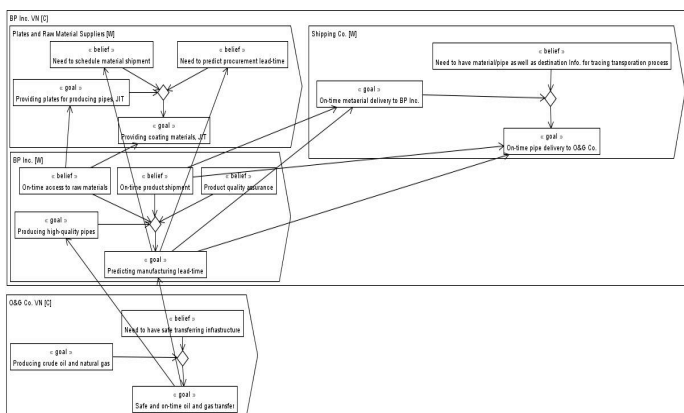 BP Inc. VN [C]
Plates and Raw Material Suppliers [W]
« belief »
Need to schedule material shipment
« belief »
Need to predict procurement lead-time
« goal »
Providing plates for producing pipes, JIT
« goal »
Providing coating materials, JIT
Shipping Co. [W]
« belief »
Need to have material/pipe as well as destination Info. for tracing transporation process
« goal »
On-time metaerial delivery to BP Inc.
« goal »
On-time pipe delivery to O&G Co.
BP Inc. [W]
« belief »
On-time access to raw materials
« belief »
On-time product shipment
« belief »
Product quality assurance
« goal »
Producing high-quality pipes
« goal »
Predicting manufacturing lead-time
O&G Co. VN [C]
« belief »
Need to have safe transferring infrastructure
« goal »
Producing crude oil and natural gas
« goal »
Safe and on-time oil and gas transfer